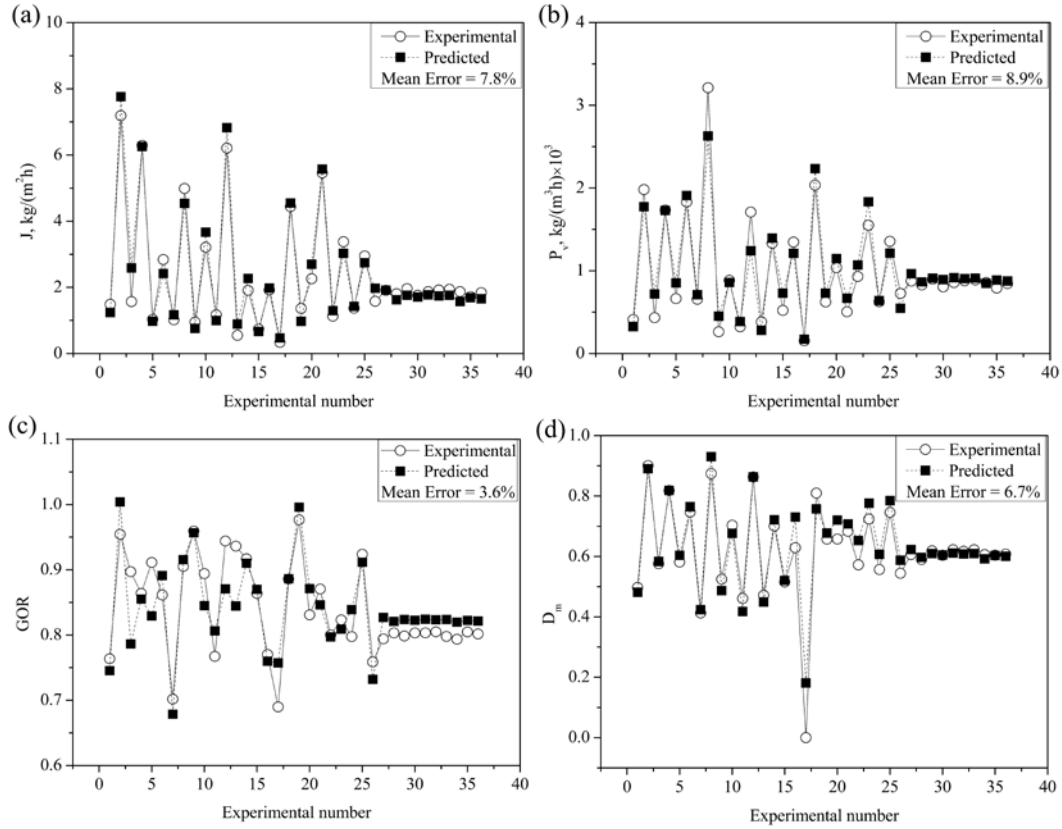 (a)
10
8
6
4
2
0
J, kg/(m²h)
Experimental
Predicted
Mean Error = 7.8%
0 5 10 15 20 25 30 35 40
Experimental number
(b)
4
3
2
1
0
Pᵥ, kg/(m³h)×10³
Experimental
Predicted
Mean Error = 8.9%
0 5 10 15 20 25 30 35 40
Experimental number
(c)
1.1
1.0
0.9
0.8
0.7
0.6
GOR
Experimental
Predicted
Mean Error = 3.6%
0 5 10 15 20 25 30 35 40
Experimental number
(d)
1.0
0.8
0.6
0.4
0.2
0.0
Dₘ
Experimental
Predicted
Mean Error = 6.7%
0 5 10 15 20 25 30 35 40
Experimental number